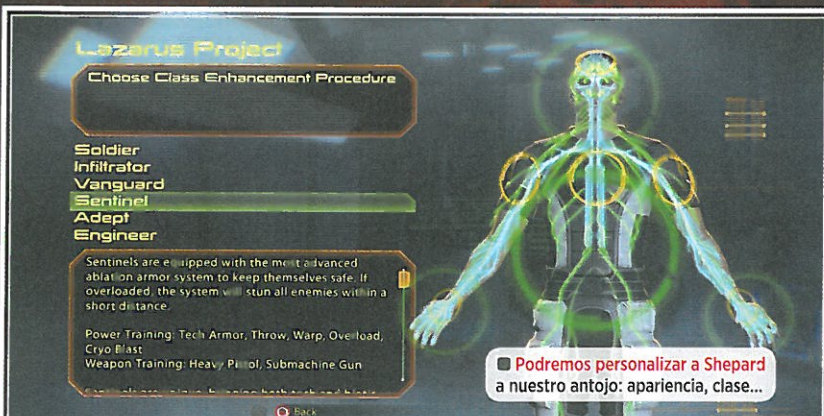 Lazarus Project
Choose Class Enhancement Procedure
Soldier
Infiltrator
Vanguard
Sentinel
Adept
Engineer
Sentinels are equipped with the most advanced
ablation armor system to keep themselves safe. If
overloaded, the system will stun all enemies within a
short distance.
Power Training: Tech Armor, Throw, Warp, Overload,
Cryo Blast
Weapon Training: Heavy Pistol, Submachine Gun
Back
Podremos personalizar a Shepard
a nuestro antojo: apariencia, clase...